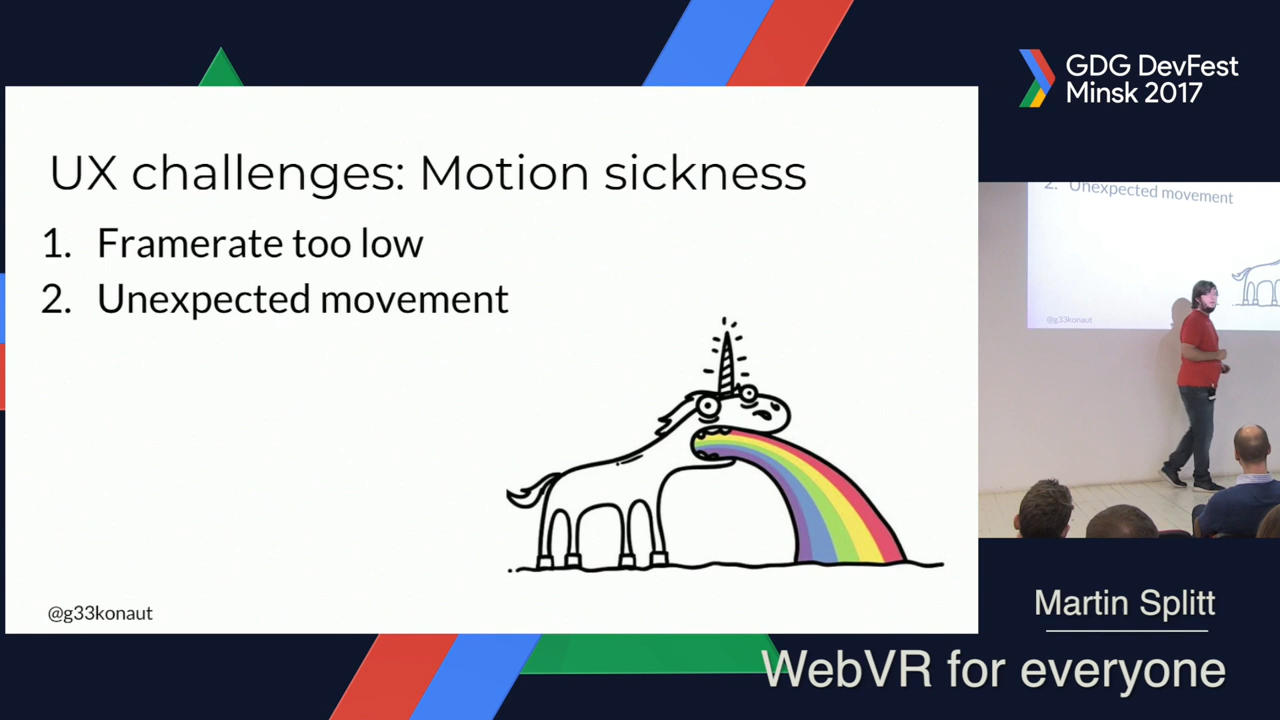 GDG DevFest
Minsk 2017
UX challenges: Motion sickness
1. Framerate too low
2. Unexpected movement
@g33konaut
2. Unexpected movement
@g33konaut
Martin Splitt
WebVR for everyone